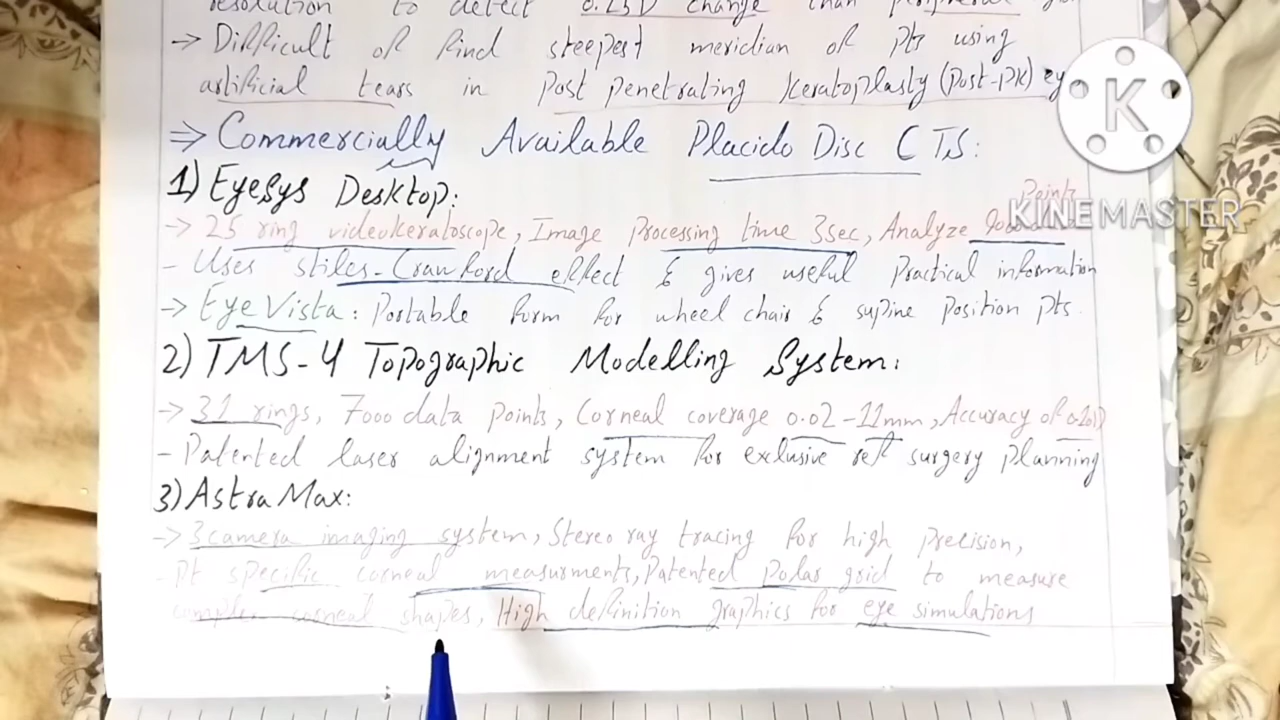 resolution to detect 0.25D change than peripheral
→ Difficult of find steepest meridian of pts using
artificial tears in Post penetrating Keratoplasty (Post-PK) ey
⇒ Commercially Available Placido Disc CTS:
1) EyeSys Desktop:
Points
→ 25 ring videokeratoscope, Image Processing time 3sec, Analyze
- Uses stiles-Crawford effect & gives useful Practical information
→ Eye Vista: Portable form for wheel chair & supine position pts.
2) TMS-4 Topographic Modelling System:
→ 31 rings, 7000 data points, Corneal coverage 0.02-11mm, Accuracy of
- Patented laser alignment system for exclusive ref surgery planning
3) Astra Max:
→ 3 camera imaging system, Stereo ray tracing for high precision,
- Pt specific corneal measurments, Patented Polar grid to measure
complex corneal shapes, High definition graphics for eye simulations
K
KINEMASTER